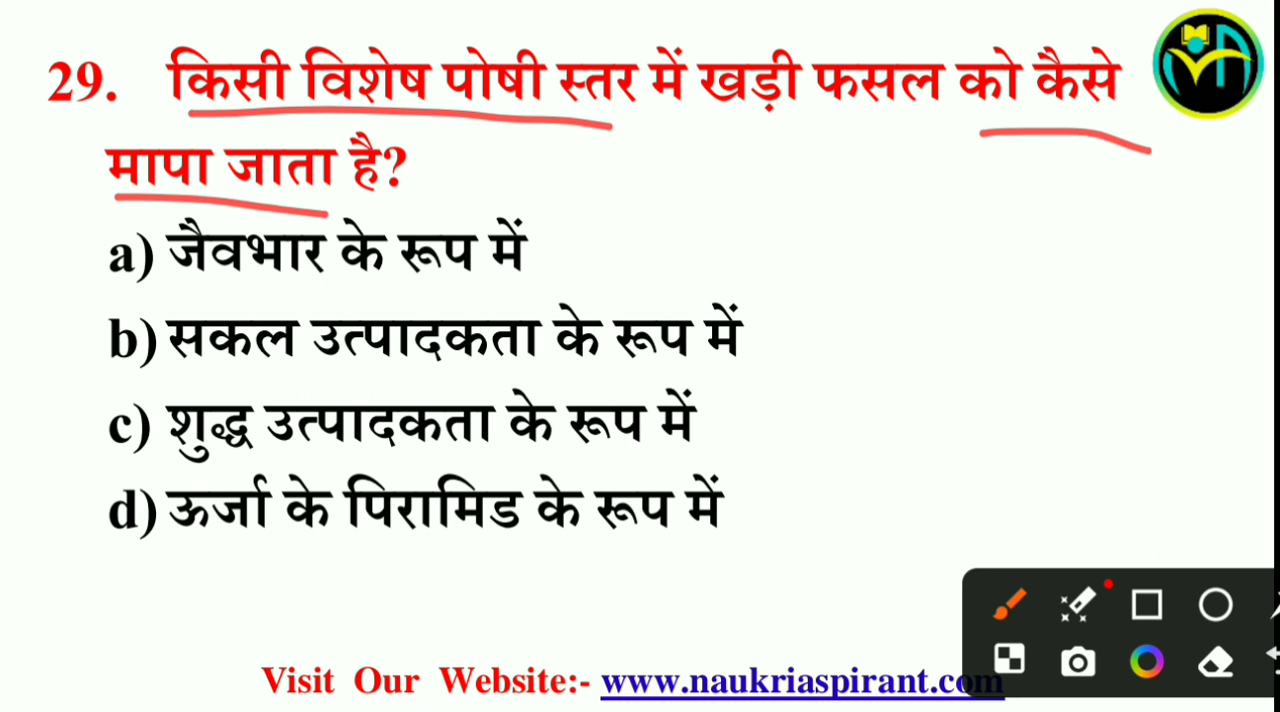 29. किसी विशेष पोषी स्तर में खड़ी फसल को कैसे
मापा जाता है?
a) जैवभार के रूप में
b) सकल उत्पादकता के रूप में
c) शुद्ध उत्पादकता के रूप में
d) ऊर्जा के पिरामिड के रूप में
Visit Our Website:- www.naukriaspirant.com